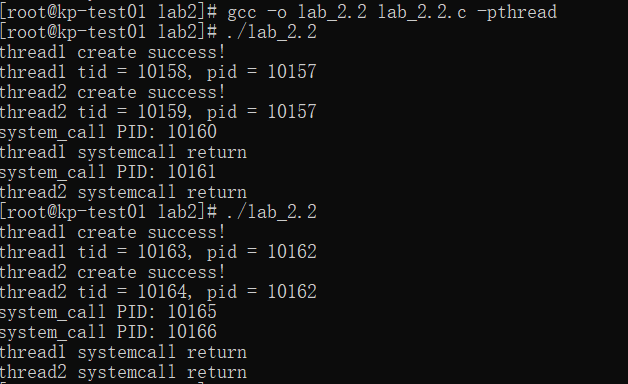 [root@kp-test01 lab2]# gcc -o lab_2.2 lab_2.2.c -pthread
[root@kp-test01 lab2]# ./lab_2.2
thread1 create success!
thread1 tid = 10158, pid = 10157
thread2 create success!
thread2 tid = 10159, pid = 10157
system_call PID: 10160
thread1 systemcall return
system_call PID: 10161
thread2 systemcall return
[root@kp-test01 lab2]# ./lab_2.2
thread1 create success!
thread1 tid = 10163, pid = 10162
thread2 create success!
thread2 tid = 10164, pid = 10162
system_call PID: 10165
system_call PID: 10166
thread1 systemcall return
thread2 systemcall return